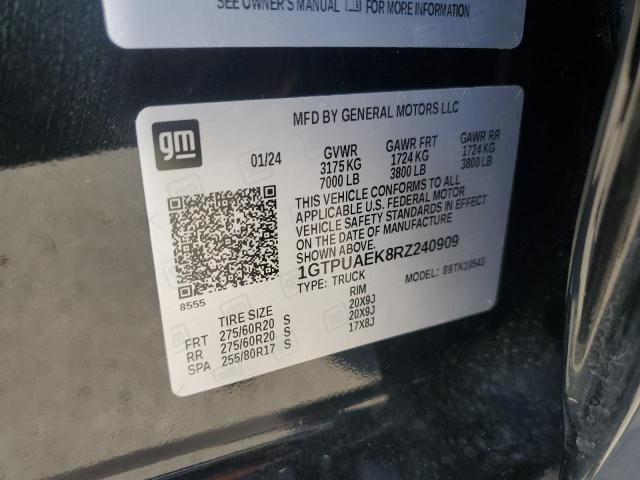 SEE OWNER'S MANUAL FOR MORE INFORMATION
gm
MFD BY GENERAL MOTORS LLC
01/24 GVWR GAWR FRT GAWR RR
3175 KG 1724 KG 1724 KG
7000 LB 3800 LB 3800 LB
THIS VEHICLE CONFORMS TO ALL
APPLICABLE U.S. FEDERAL MOTOR
VEHICLE SAFETY STANDARDS IN EFFECT
ON THE DATE OF MANUFACTURE
SHOWN ABOVE.
1GTPUAEK8RZ240909
TYPE: TRUCK MODEL:
8555
TIRE SIZE RIM
FRT 275/60R20 S 20X9J
RR 275/60R20 S 20X9J
SPA 255/80R17 S 17X8J